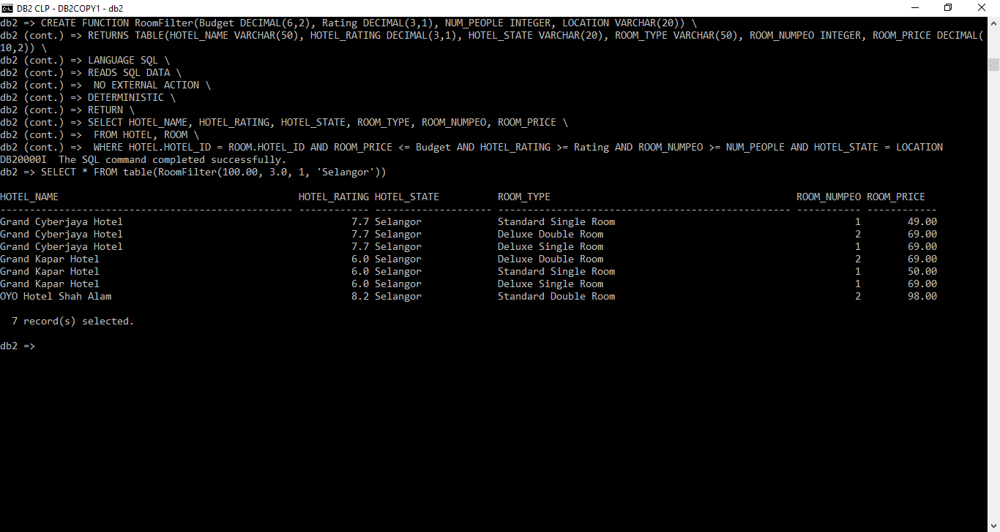 DB2 CLP - DB2COPY1 - db2
db2 => CREATE FUNCTION RoomFilter(Budget DECIMAL(6,2), Rating DECIMAL(3,1), NUM_PEOPLE INTEGER, LOCATION VARCHAR(20)) \
db2 (cont.) => RETURNS TABLE(HOTEL_NAME VARCHAR(50), HOTEL_RATING DECIMAL(3,1), HOTEL_STATE VARCHAR(20), ROOM_TYPE VARCHAR(50), ROOM_NUMPEO INTEGER, ROOM_PRICE DECIMAL(
10,2)) \
db2 (cont.) => LANGUAGE SQL \
db2 (cont.) => READS SQL DATA \
db2 (cont.) =>  NO EXTERNAL ACTION \
db2 (cont.) => DETERMINISTIC \
db2 (cont.) => RETURN \
db2 (cont.) => SELECT HOTEL_NAME, HOTEL_RATING, HOTEL_STATE, ROOM_TYPE, ROOM_NUMPEO, ROOM_PRICE \
db2 (cont.) =>  FROM HOTEL, ROOM \
db2 (cont.) =>  WHERE HOTEL.HOTEL_ID = ROOM.HOTEL_ID AND ROOM_PRICE <= Budget AND HOTEL_RATING >= Rating AND ROOM_NUMPEO >= NUM_PEOPLE AND HOTEL_STATE = LOCATION
DB20000I  The SQL command completed successfully.
db2 => SELECT * FROM table(RoomFilter(100.00, 3.0, 1, 'Selangor'))
HOTEL_NAME HOTEL_RATING HOTEL_STATE ROOM_TYPE ROOM_NUMPEO ROOM_PRICE
-------------------------------------------------- ------------ -------------------- -------------------------------------------------- ----------- ------------
Grand Cyberjaya Hotel 7.7 Selangor Standard Single Room 1 49.00
Grand Cyberjaya Hotel 7.7 Selangor Deluxe Double Room 2 69.00
Grand Cyberjaya Hotel 7.7 Selangor Deluxe Single Room 1 69.00
Grand Kapar Hotel 6.0 Selangor Deluxe Double Room 2 69.00
Grand Kapar Hotel 6.0 Selangor Standard Single Room 1 50.00
Grand Kapar Hotel 6.0 Selangor Deluxe Single Room 1 69.00
OYO Hotel Shah Alam 8.2 Selangor Standard Double Room 2 98.00
7 record(s) selected.
db2 =>